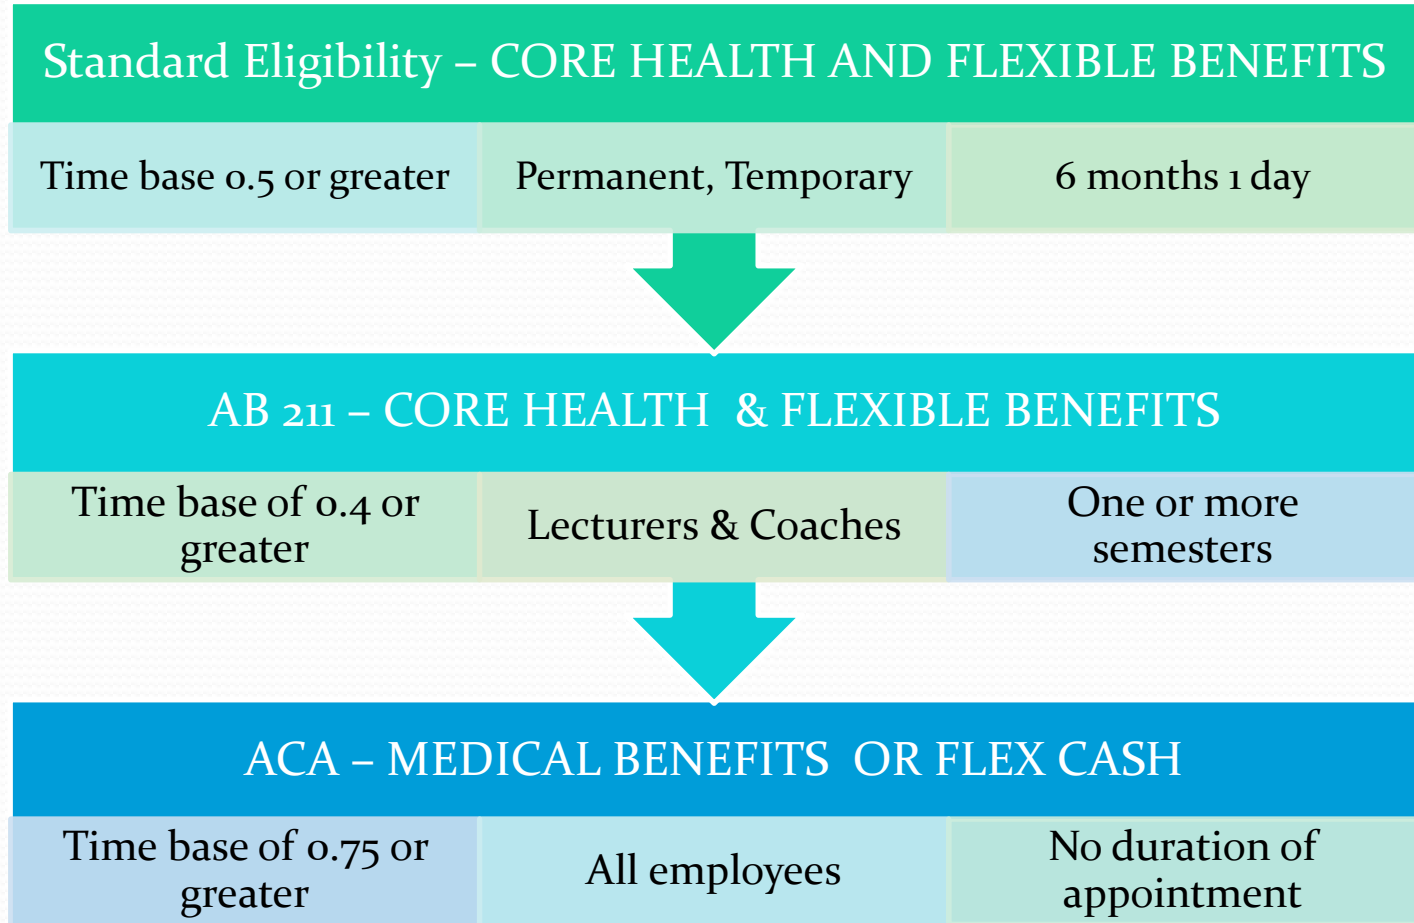 Standard Eligibility – CORE HEALTH AND FLEXIBLE BENEFITS
Time base 0.5 or greater
Permanent, Temporary
6 months 1 day
AB 211 – CORE HEALTH & FLEXIBLE BENEFITS
Time base of 0.4 or
greater
Lecturers & Coaches
One or more
semesters
ACA – MEDICAL BENEFITS OR FLEX CASH
Time base of 0.75 or
greater
All employees
No duration of
appointment